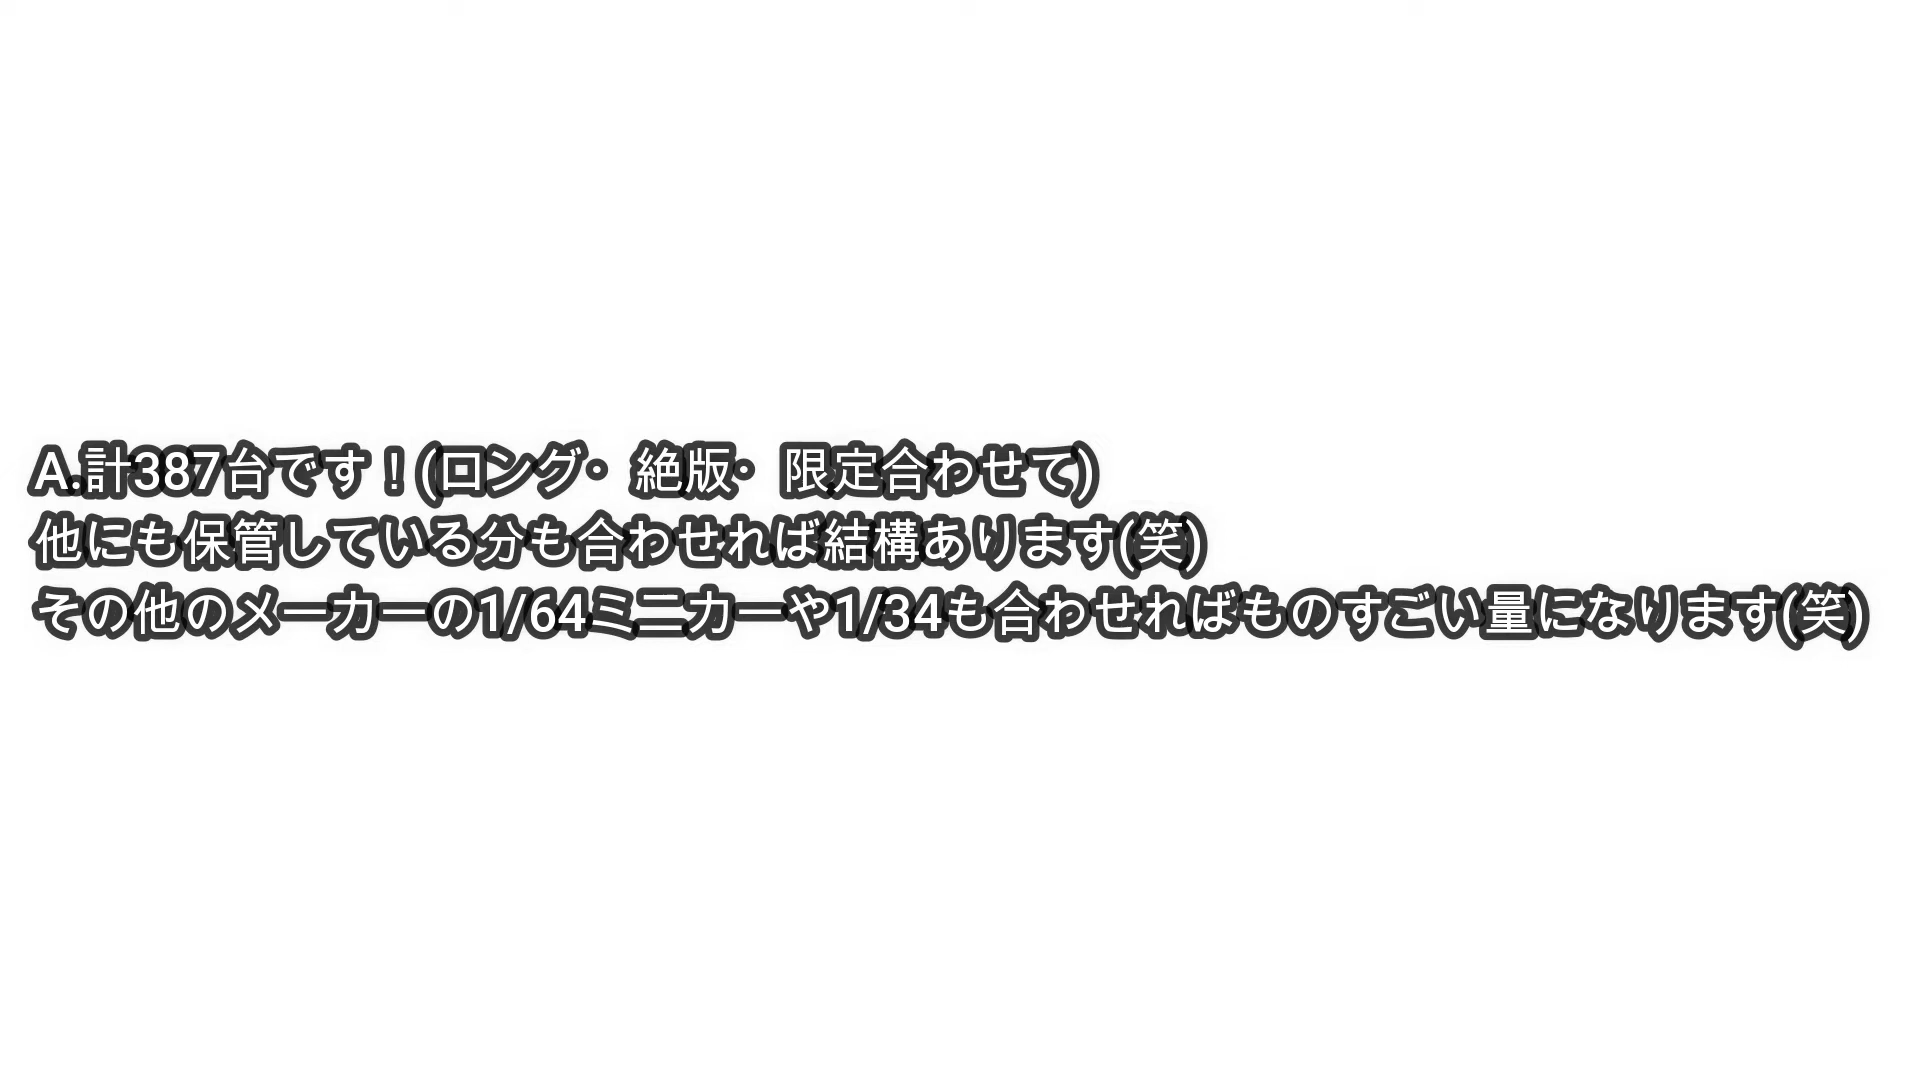 A.計387台です！(ロング・絶版・限定合わせて)
他にも保管している分も合わせれば結構あります(笑)
その他のメーカーの1/64ミニカーや1/34も合わせればものすごい量になります(笑)